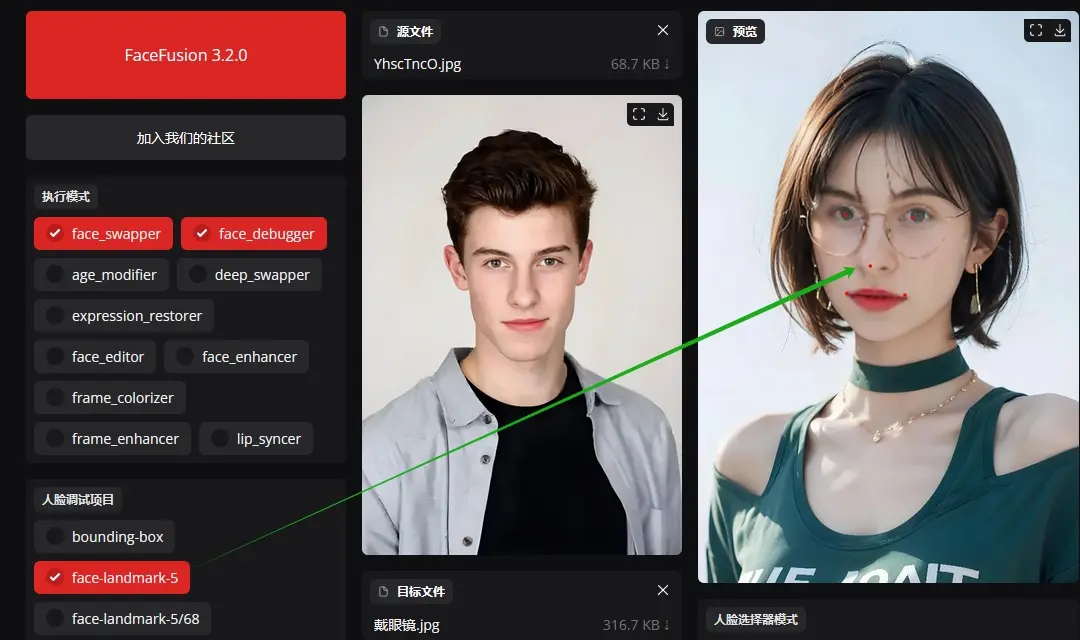 FaceFusion 3.2.0
加入我们的社区
执行模式
face_swapper
face_debugger
age_modifier
deep_swapper
expression_restorer
face_editor
face_enhancer
frame_colorizer
frame_enhancer
lip_syncer
人脸调试项目
bounding-box
face-landmark-5
face-landmark-5/68
源文件
YhscTncO.jpg
68.7 KB ↓
目标文件
戴眼镜.jpg
316.7 KB ↓
预览
人脸选择器模式